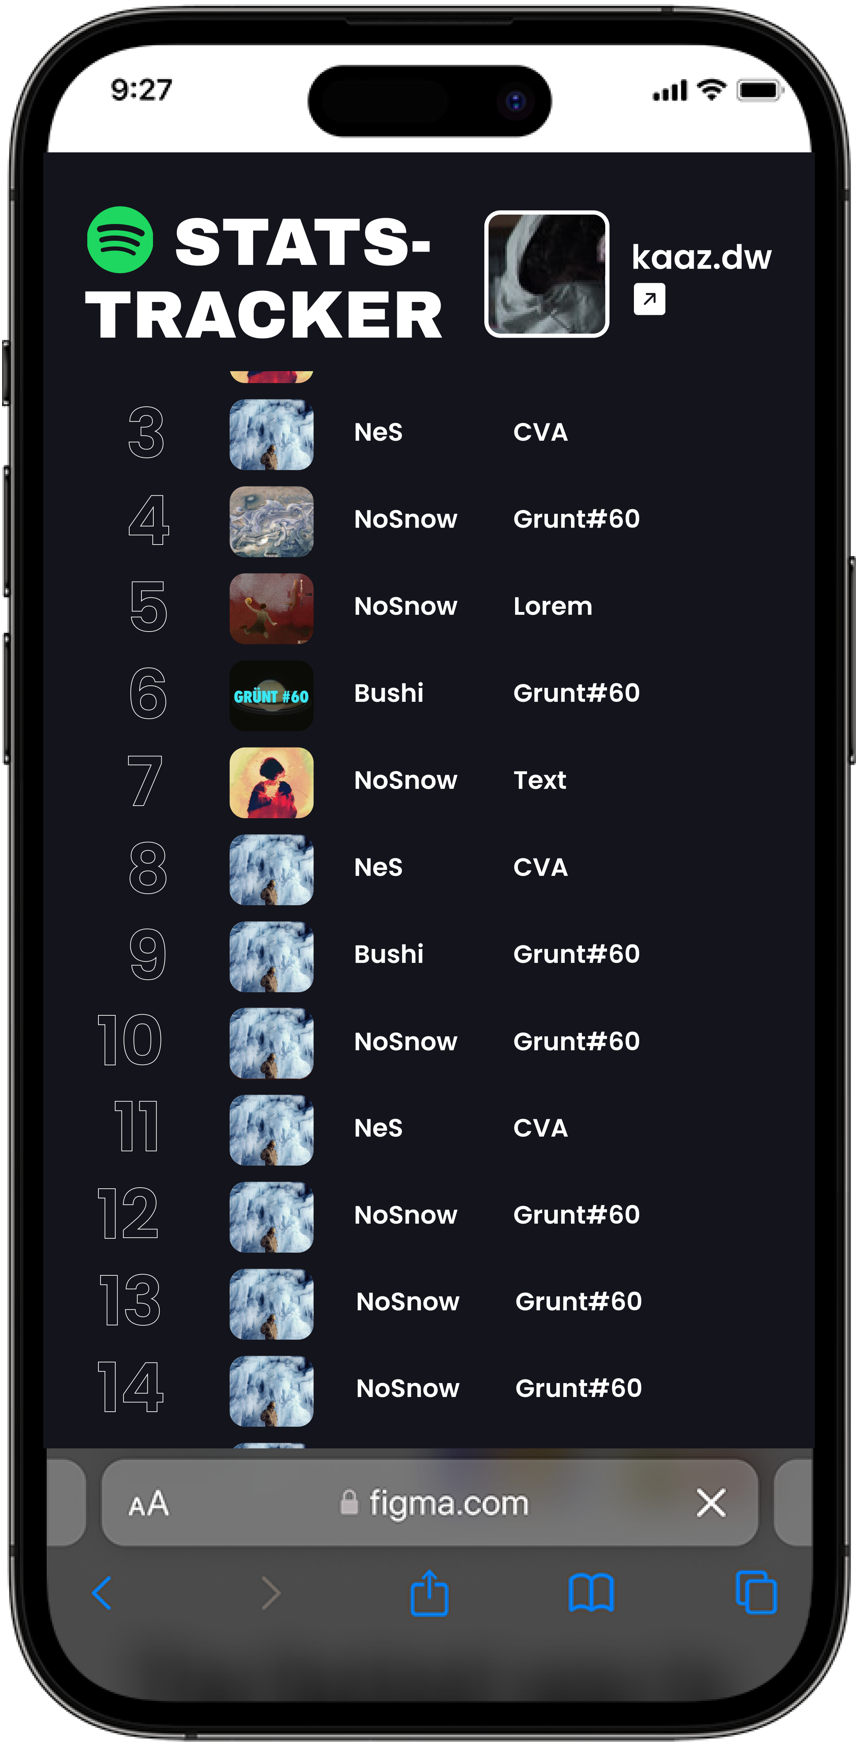 9:27
STATS-
TRACKER
kaaz.dw
3 NeS CVA
4 NoSnow Grunt#60
5 NoSnow Lorem
6 GRÜNT #60 Bushi Grunt#60
7 NoSnow Text
8 NeS CVA
9 Bushi Grunt#60
10 NoSnow Grunt#60
11 NeS CVA
12 NoSnow Grunt#60
13 NoSnow Grunt#60
14 NoSnow Grunt#60
AA figma.com